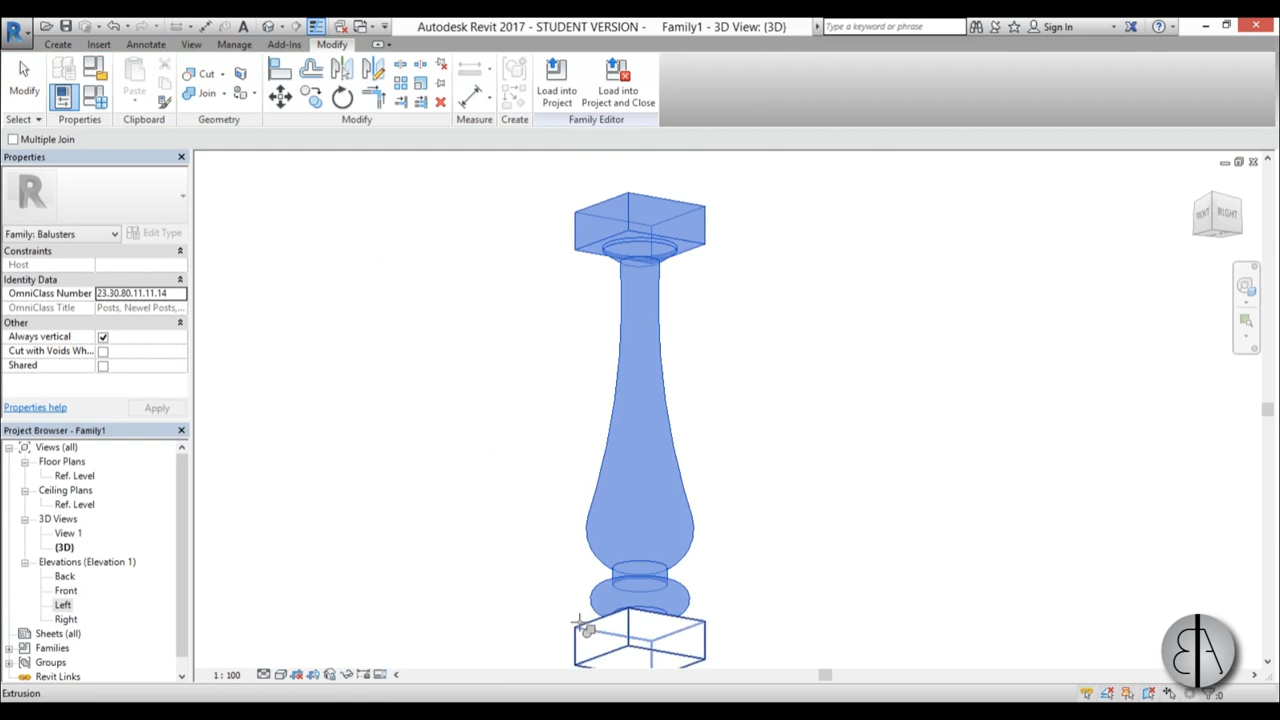 Autodesk Revit 2017 - STUDENT VERSION - Family1 - 3D View: {3D}
Type a keyword or phrase
Sign In
Create Insert Annotate View Manage Add-Ins Modify
Modify
Paste
Cut
Join
Load into Project
Load into Project and Close
Select Properties Clipboard Geometry Modify Measure Create Family Editor
Multiple Join
Properties
R
Family: Balusters Edit Type
Constraints
Host
Identity Data
OmniClass Number 23.30.80.11.11.14
OmniClass Title Posts, Newel Posts,...
Other
Always vertical
Cut with Voids Wh...
Shared
Properties help Apply
Project Browser - Family1
Views (all)
Floor Plans
Ref. Level
Ceiling Plans
Ref. Level
3D Views
View 1
{3D}
Elevations (Elevation 1)
Back
Front
Left
Right
Sheets (all)
Families
Groups
Revit Links
FRONT RIGHT
1 : 100
Extrusion
:0